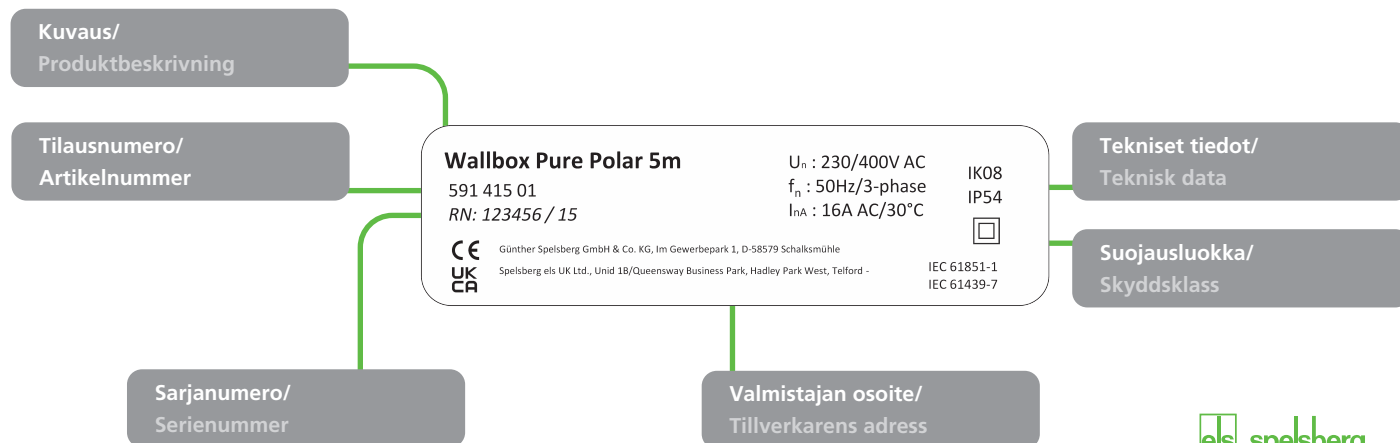 Kuvaus/
Produktbeskrivning
Tilausnumero/
Artikelnummer
Wallbox Pure Polar 5m
591 415 01
RN: 123456 / 15
Un : 230/400V AC
fn : 50Hz/3-phase
InA : 16A AC/30°C
IK08
IP54
CE
Günther Spelsberg GmbH & Co. KG, Im Gewerbepark 1, D-58579 Schalksmühle
UK
CA
Spelsberg els UK Ltd., Unid 1B/Queensway Business Park, Hadley Park West, Telford -
IEC 61851-1
IEC 61439-7
Tekniset tiedot/
Teknisk data
Suojausluokka/
Skyddsklass
Sarjanumero/
Serienummer
Valmistajan osoite/
Tillverkarens adress
els spelsberg